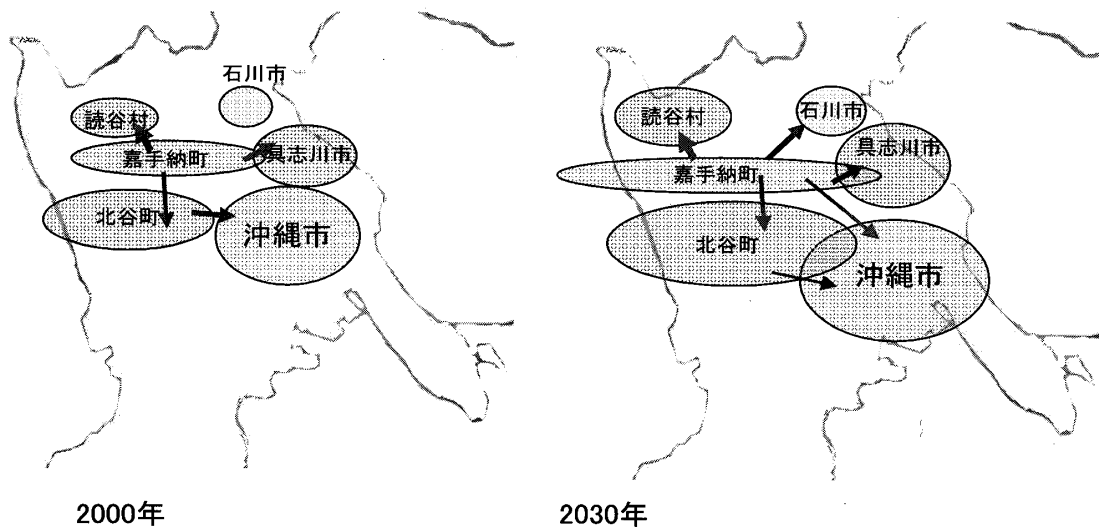 石川市
読谷村
嘉手納町
具志川市
北谷町
沖縄市
2000年
石川市
読谷村
具志川市
嘉手納町
北谷町
沖縄市
2030年